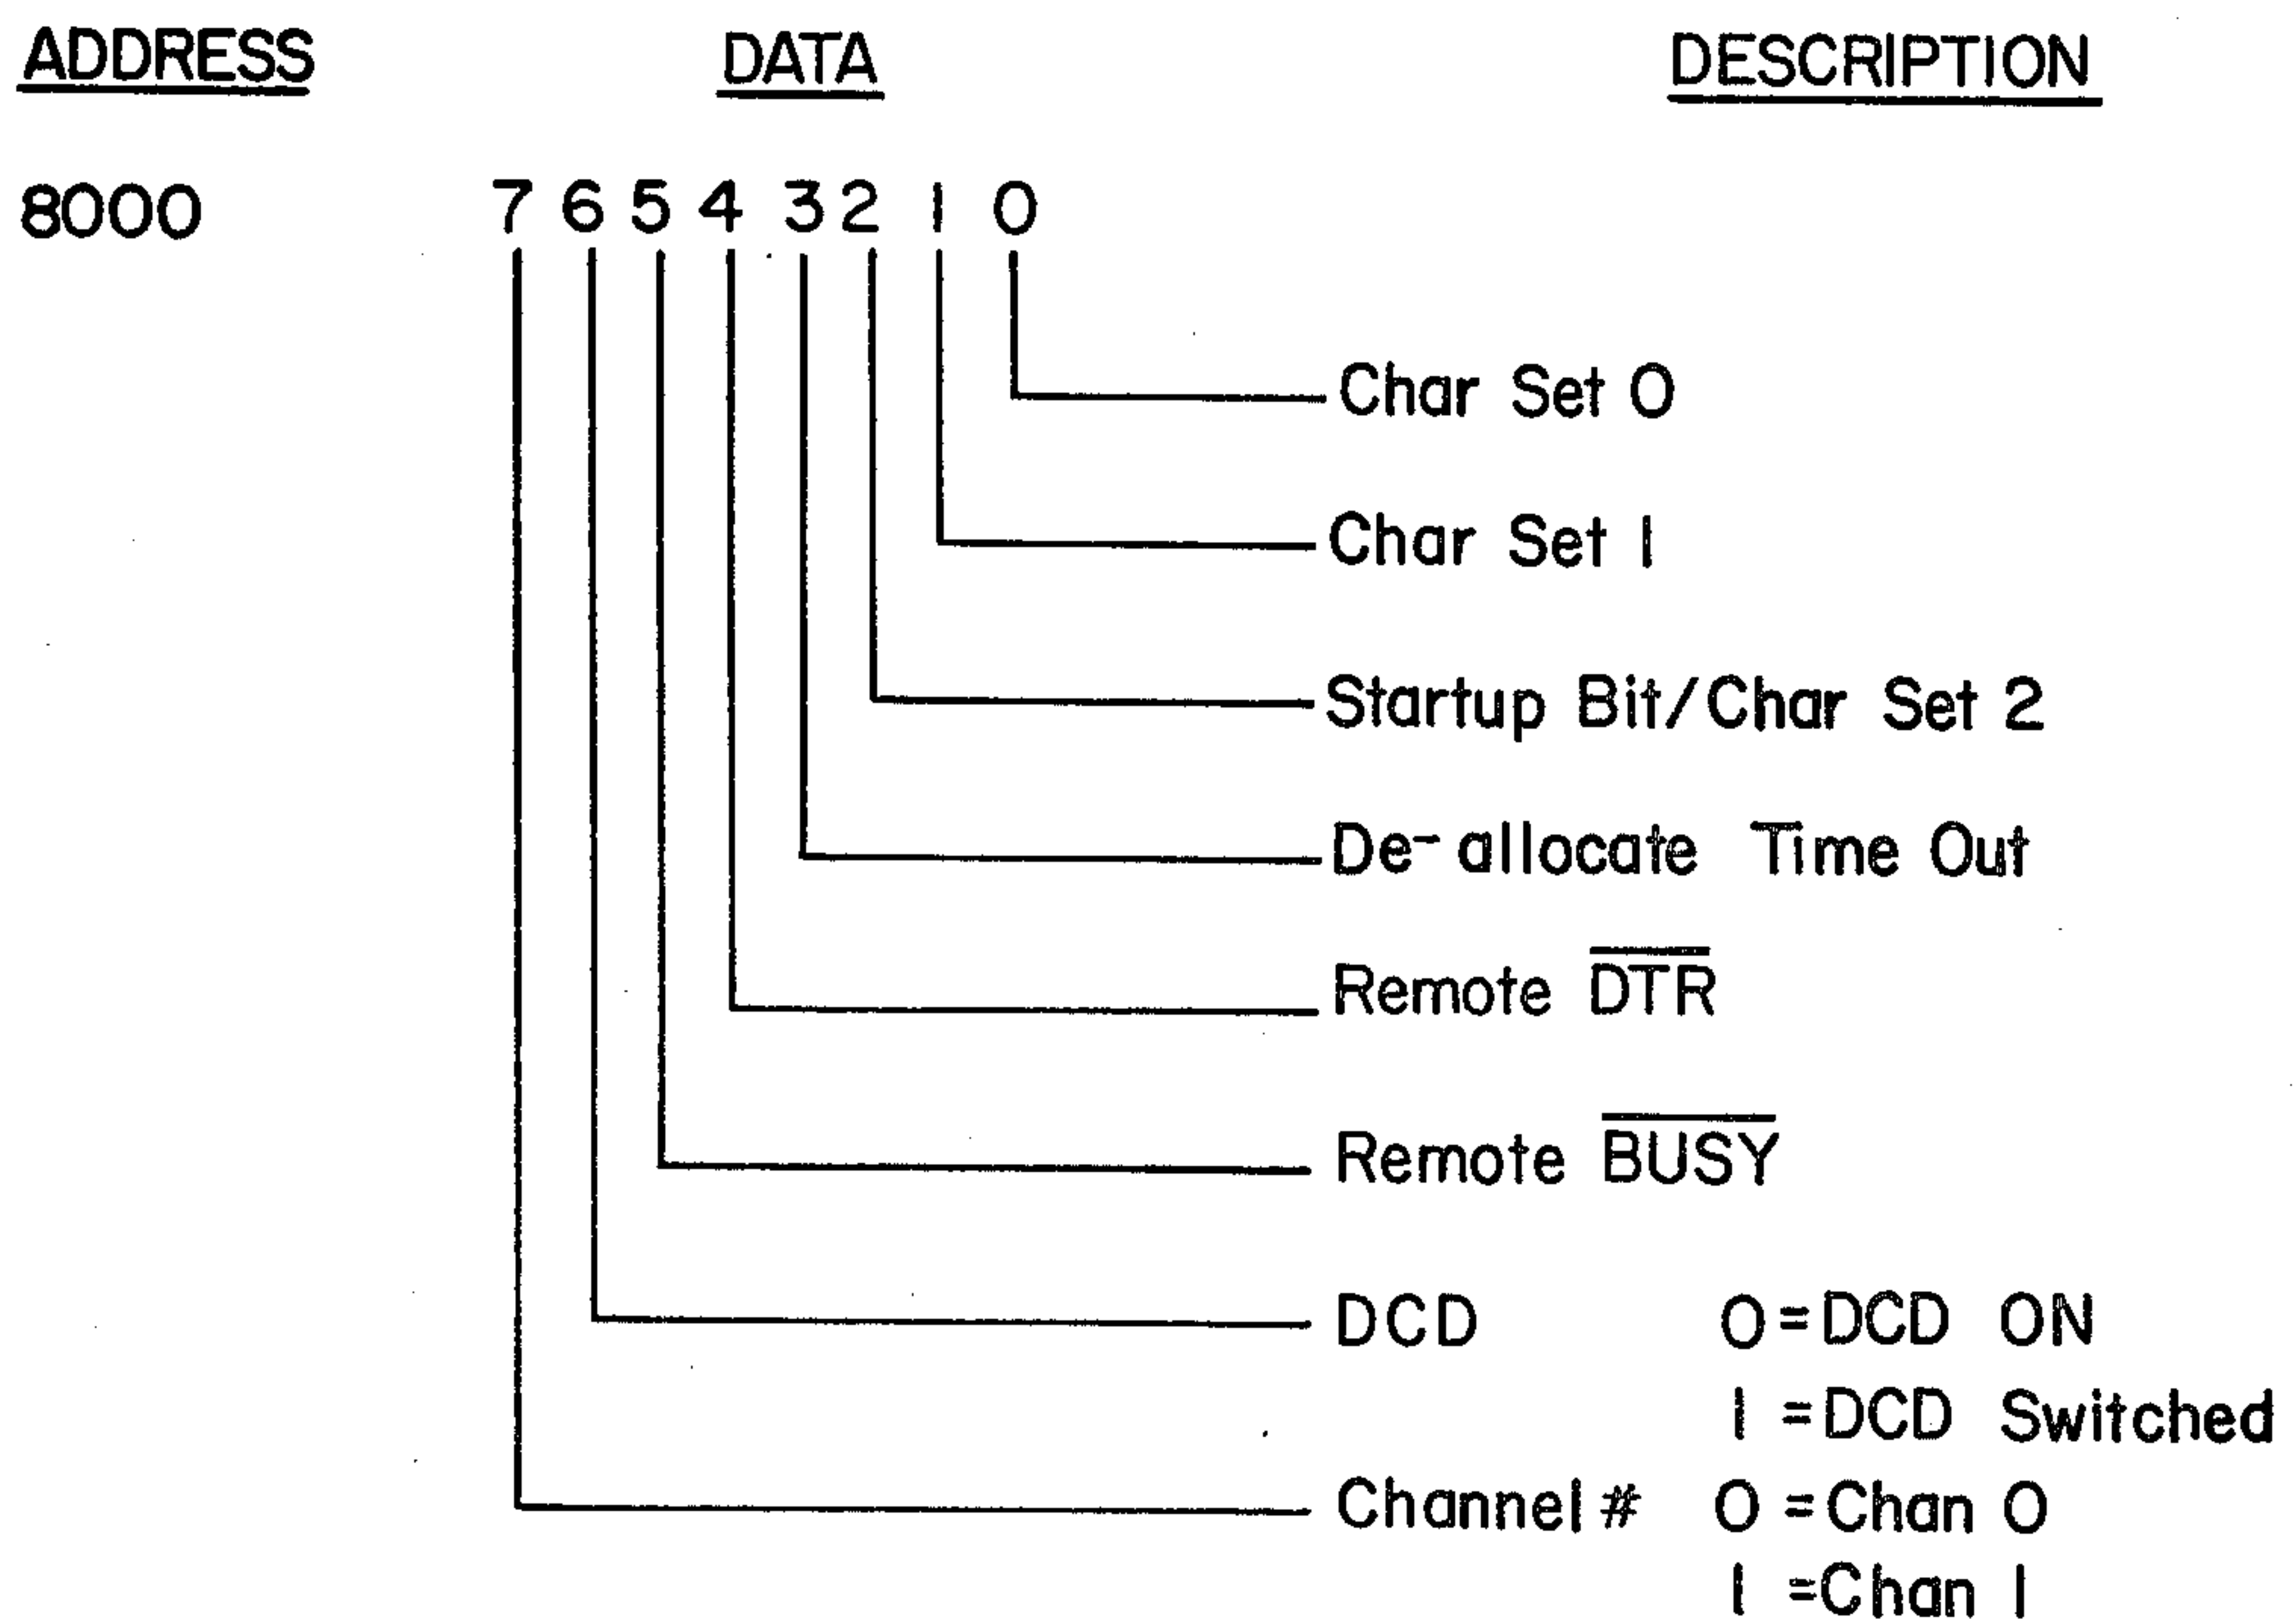 ADDRESS DATA DESCRIPTION
8000 7 6 5 4 3 2 1 0
Char Set 0
Char Set 1
Startup Bit/Char Set 2
De-allocate Time Out
Remote D̅T̅R̅
Remote B̅U̅S̅Y̅
DCD 0=DCD ON
1=DCD Switched
Channel# 0=Chan 0
1=Chan 1